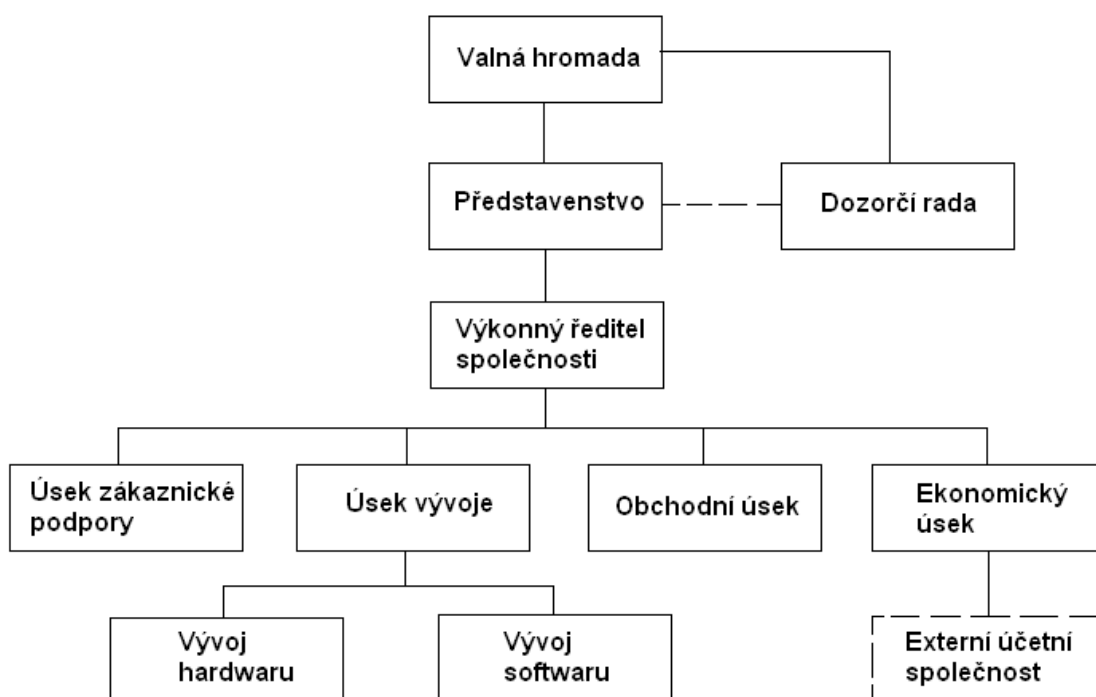 Valná hromada
Představenstvo
Dozorčí rada
Výkonný ředitel
společnosti
Úsek zákaznické
podpory
Úsek vývoje
Obchodní úsek
Ekonomický
úsek
Vývoj
hardwaru
Vývoj
softwaru
Externí účetní
společnost